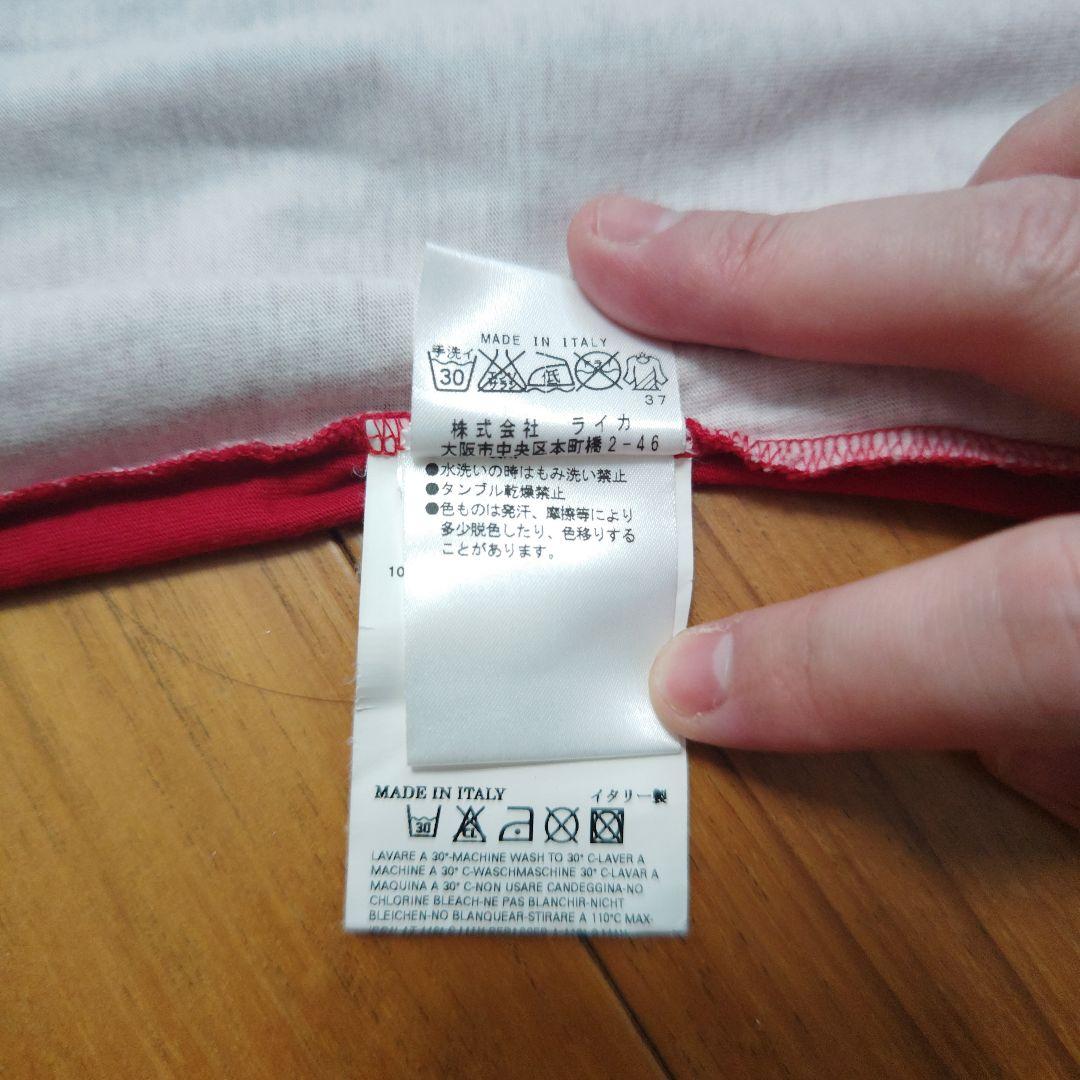 MADE IN ITALY
手洗イ
30 低
37
株式会社 ライカ
大阪市中央区本町橋2-46
●水洗いの時はもみ洗い禁止
●タンブル乾燥禁止
●色ものは発汗、摩擦等により
多少脱色したり、色移りする
ことがあります。
10
MADE IN ITALY イタリー製
30 CL
LAVARE A 30°-MACHINE WASH TO 30° C-LAVER A
MACHINE A 30° C-WASCHMASCHINE 30° C-LAVAR A
MAQUINA A 30° C-NON USARE CANDEGGINA-NO
CHLORINE BLEACH-NE PAS BLANCHIR-NICHT
BLEICHEN-NO BLANQUEAR-STIRARE A 110°C MAX-